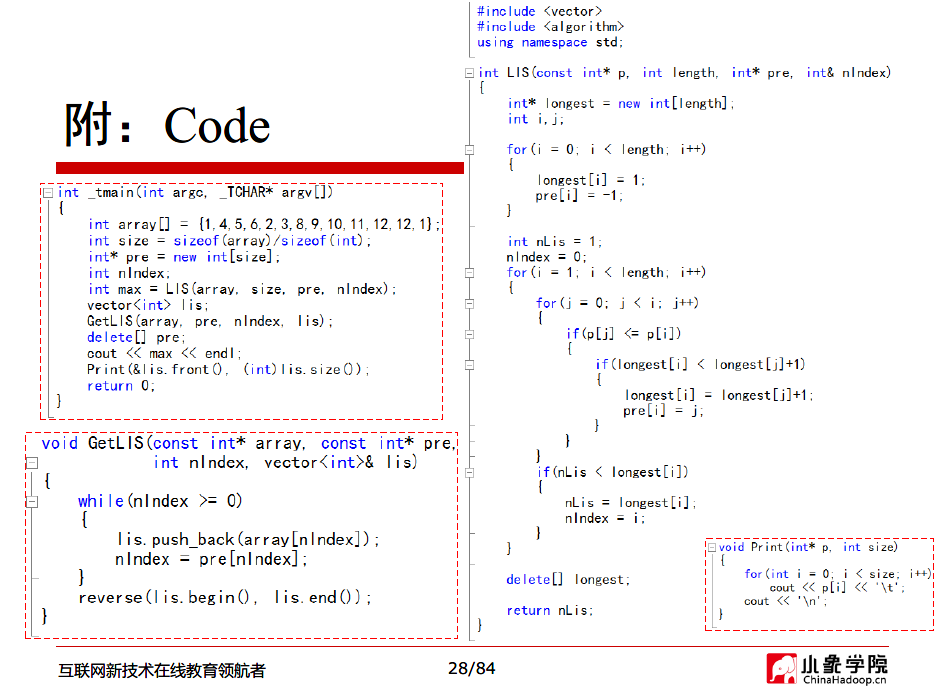 附：Code
int _tmain(int argc, _TCHAR* argv[])
{
int array[] = {1,4,5,6,2,3,8,9,10,11,12,12,1};
int size = sizeof(array)/sizeof(int);
int* pre = new int[size];
int nIndex;
int max = LIS(array, size, pre, nIndex);
vector<int> lis;
GetLIS(array, pre, nIndex, lis);
delete[] pre;
cout << max << endl;
Print(&lis.front(), (int)lis.size());
return 0;
}
void GetLIS(const int* array, const int* pre,
int nIndex, vector<int>& lis)
{
while(nIndex >= 0)
{
lis.push_back(array[nIndex]);
nIndex = pre[nIndex];
}
reverse(lis.begin(), lis.end());
}
#include <vector>
#include <algorithm>
using namespace std;
int LIS(const int* p, int length, int* pre, int& nIndex)
{
int* longest = new int[length];
int i,j;
for(i = 0; i < length; i++)
{
longest[i] = 1;
pre[i] = -1;
}
int nLis = 1;
nIndex = 0;
for(i = 1; i < length; i++)
{
for(j = 0; j < i; j++)
{
if(p[j] <= p[i])
{
if(longest[i] < longest[j]+1)
{
longest[i] = longest[j]+1;
pre[i] = j;
}
}
}
if(nLis < longest[i])
{
nLis = longest[i];
nIndex = i;
}
}
delete[] longest;
return nLis;
}
void Print(int* p, int size)
{
for(int i = 0; i < size; i++)
cout << p[i] << '\t';
cout << '\n';
}
互联网新技术在线教育领航者
28/84
小象学院
ChinaHadoop.cn